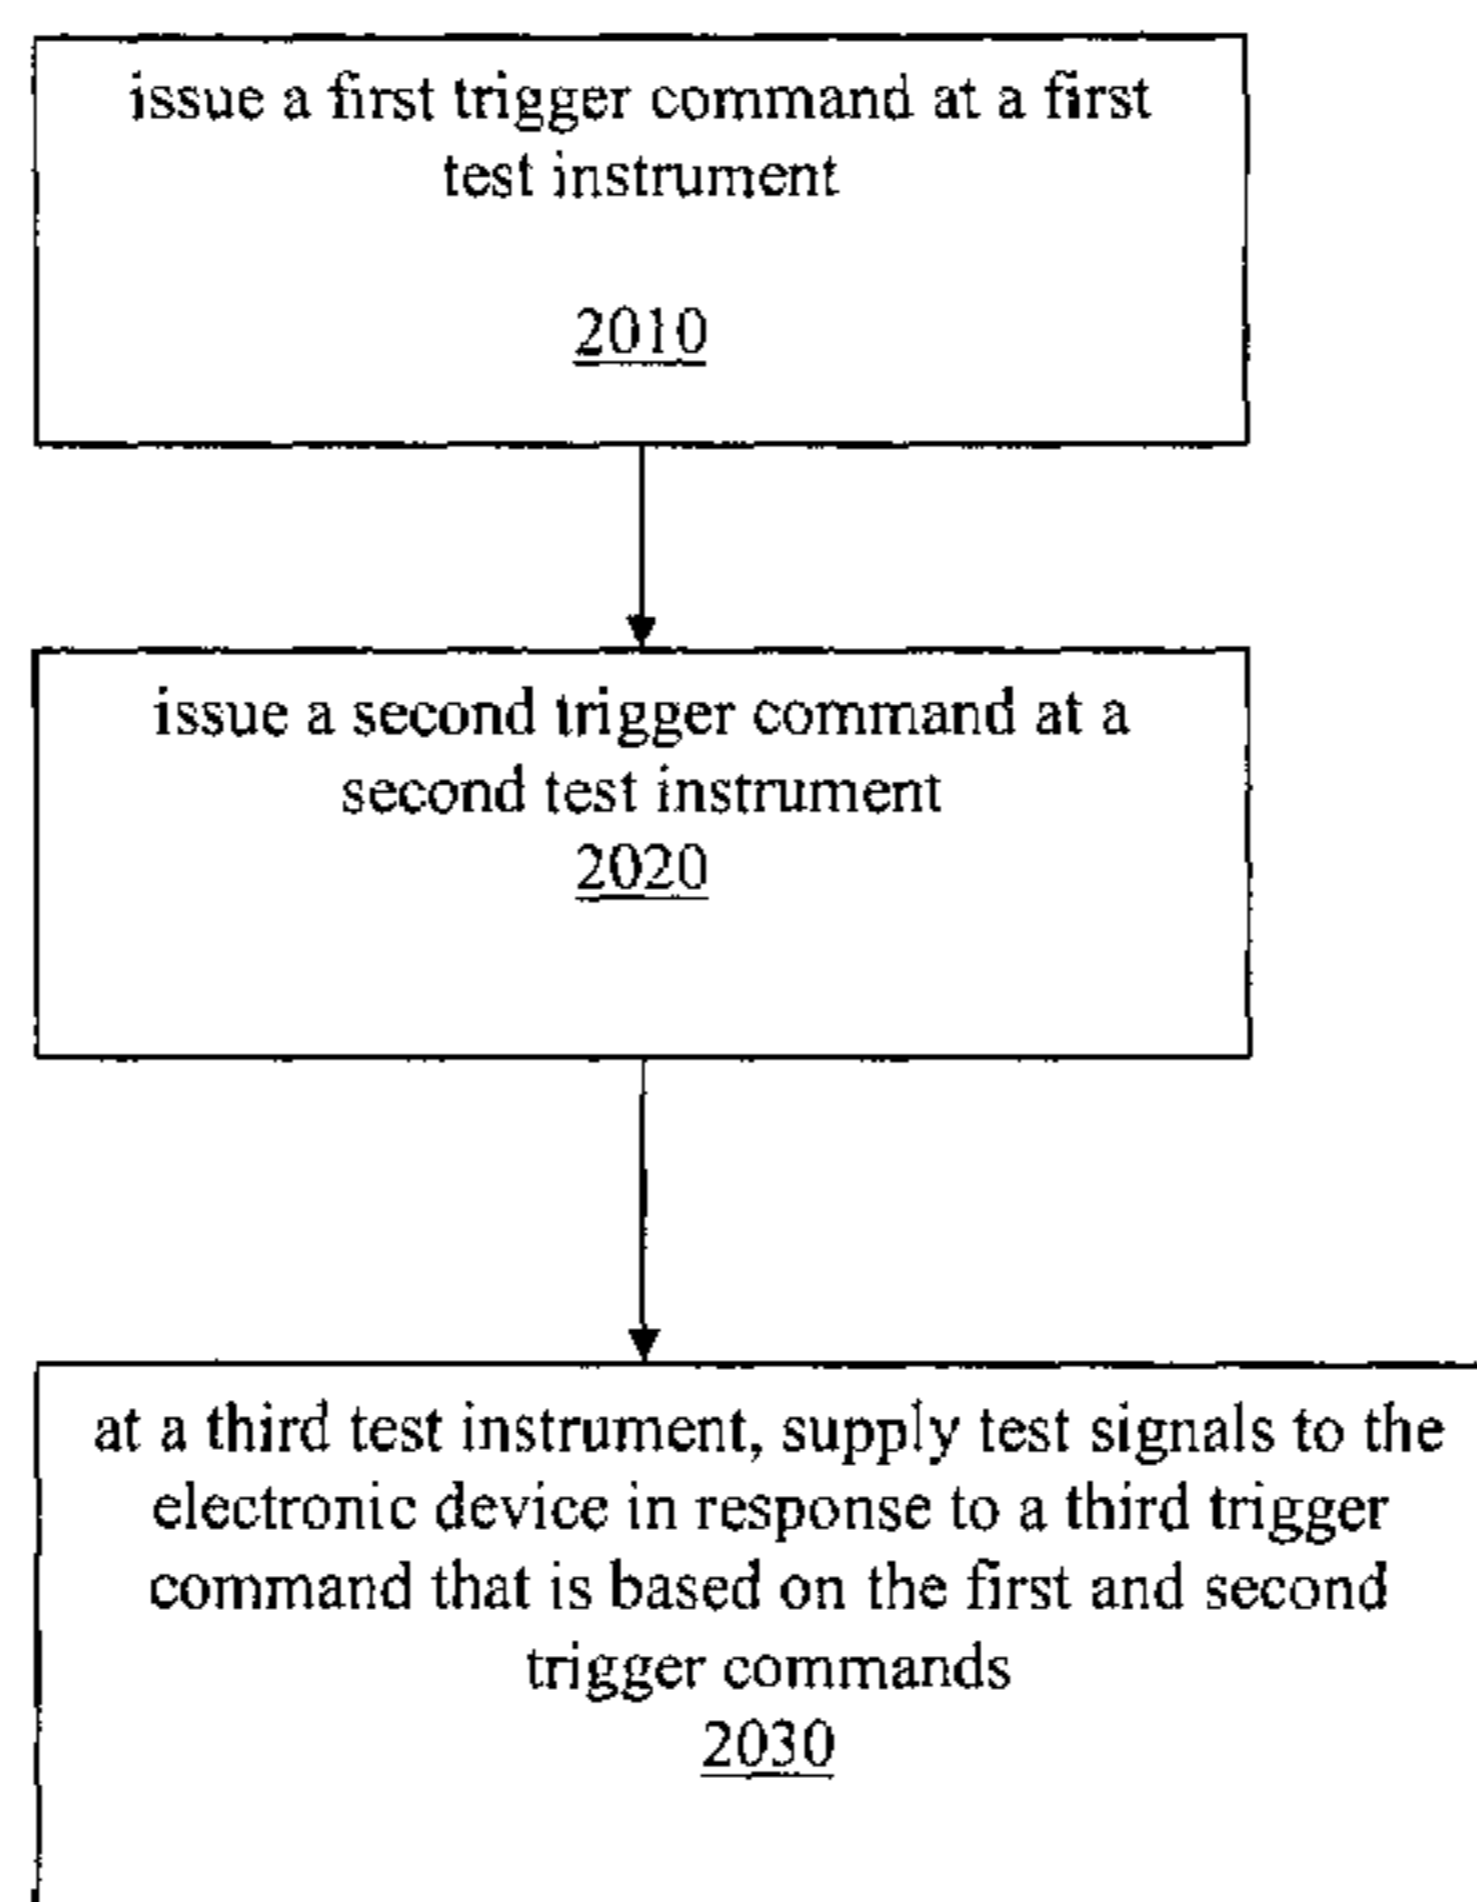 issue a first trigger command at a first
test instrument
2010
issue a second trigger command at a
second test instrument
2020
at a third test instrument, supply test signals to the
electronic device in response to a third trigger
command that is based on the first and second
trigger commands
2030